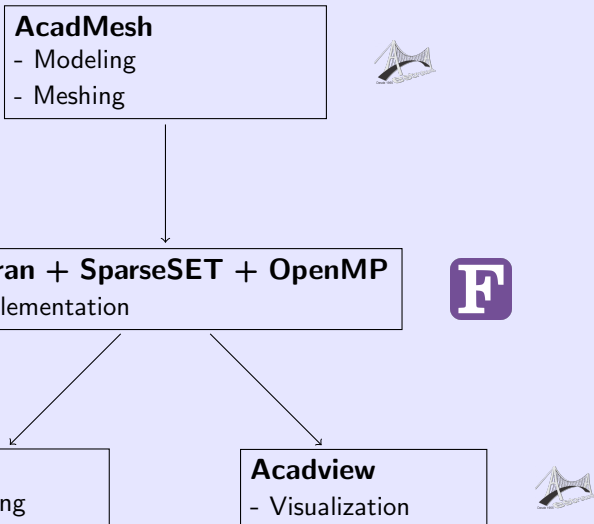 AcadMesh
- Modeling
- Meshing
ran + SparseSET + OpenMP
lementation
F
ng
Acadview
- Visualization